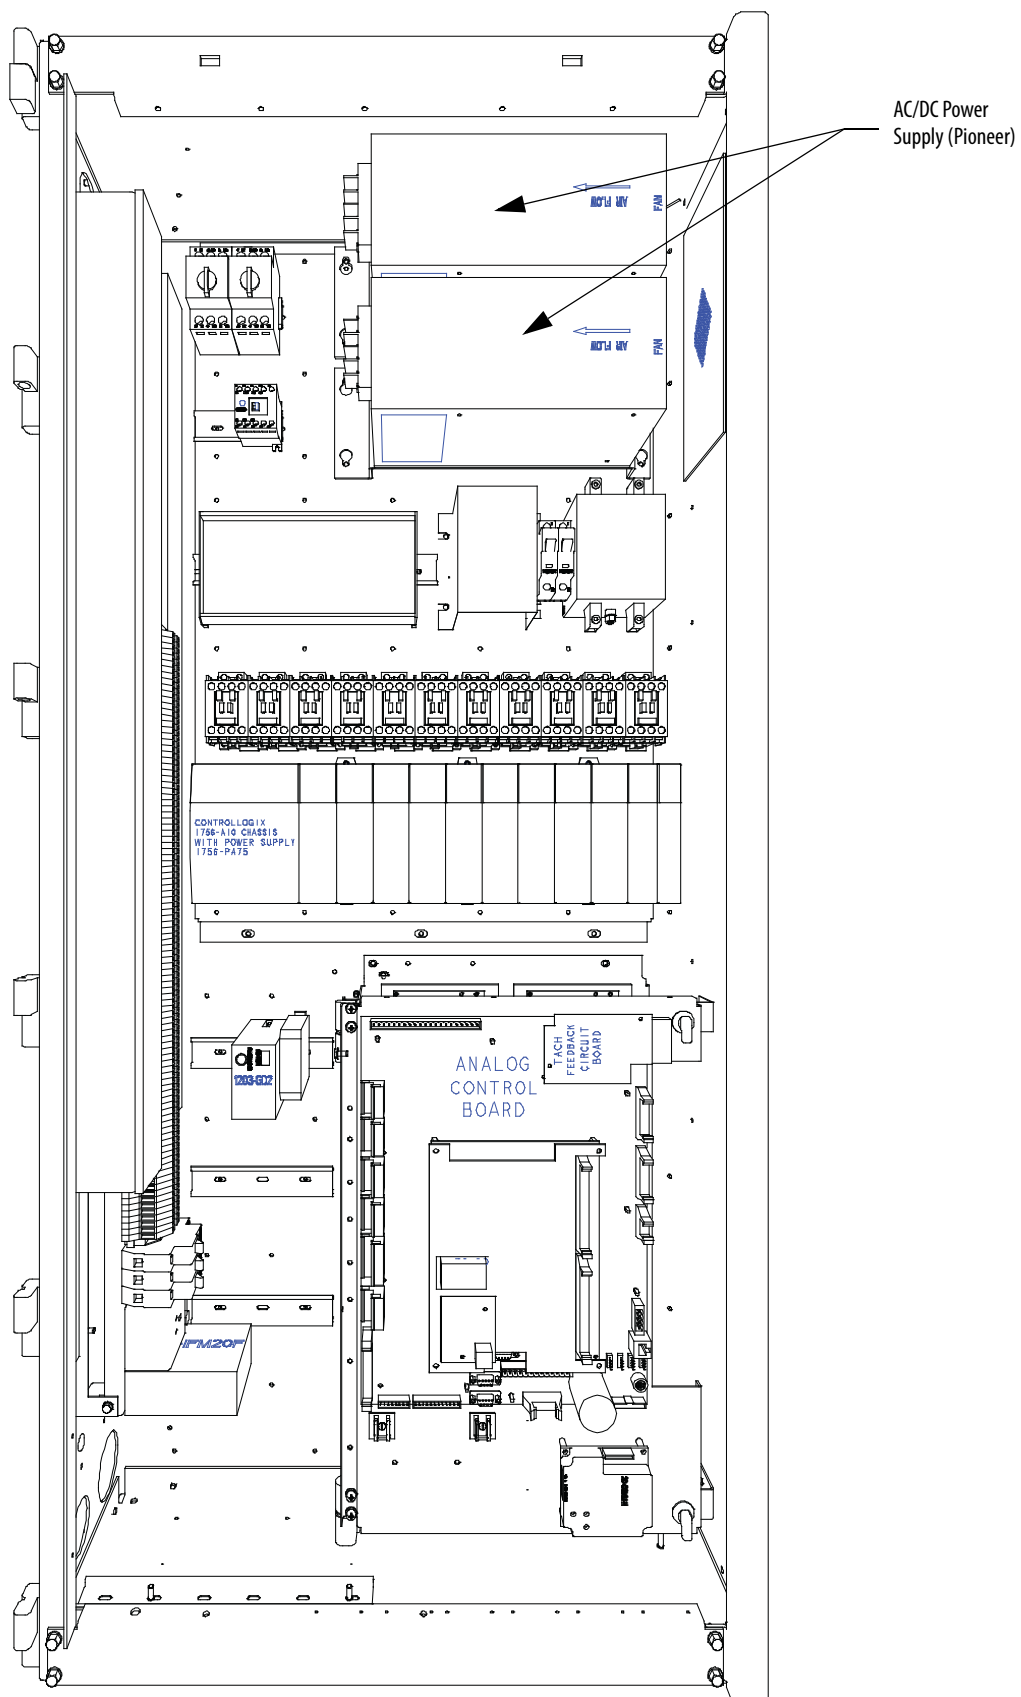 AC/DC Power
Supply (Pioneer)
AIR FLOW
FAN
AIR FLOW
FAN
CONTROLLOGIX
1756-A10 CHASSIS
WITH POWER SUPPLY
1756-PA75
TACH
FEEDBACK
CIRCUIT
BOARD
ANALOG
CONTROL
BOARD
1203-GD2
IFM20F